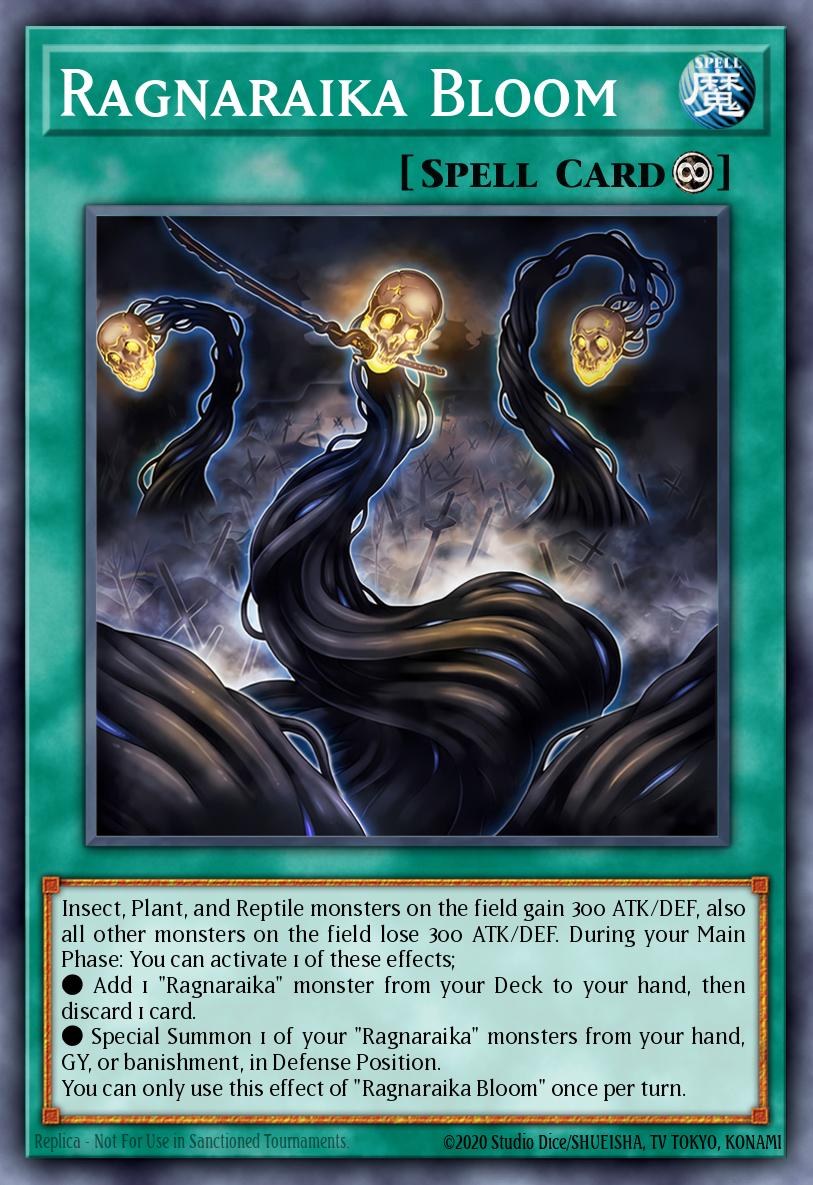 Ragnaraika Bloom
SPELL
魔
[Spell Card♾]
Insect, Plant, and Reptile monsters on the field gain 300 ATK/DEF, also
all other monsters on the field lose 300 ATK/DEF. During your Main
Phase: You can activate 1 of these effects;
● Add 1 "Ragnaraika" monster from your Deck to your hand, then
discard 1 card.
● Special Summon 1 of your "Ragnaraika" monsters from your hand,
GY, or banishment, in Defense Position.
You can only use this effect of "Ragnaraika Bloom" once per turn.
Replica - Not For Use in Sanctioned Tournaments.
©2020 Studio Dice/SHUEISHA, TV TOKYO, KONAMI